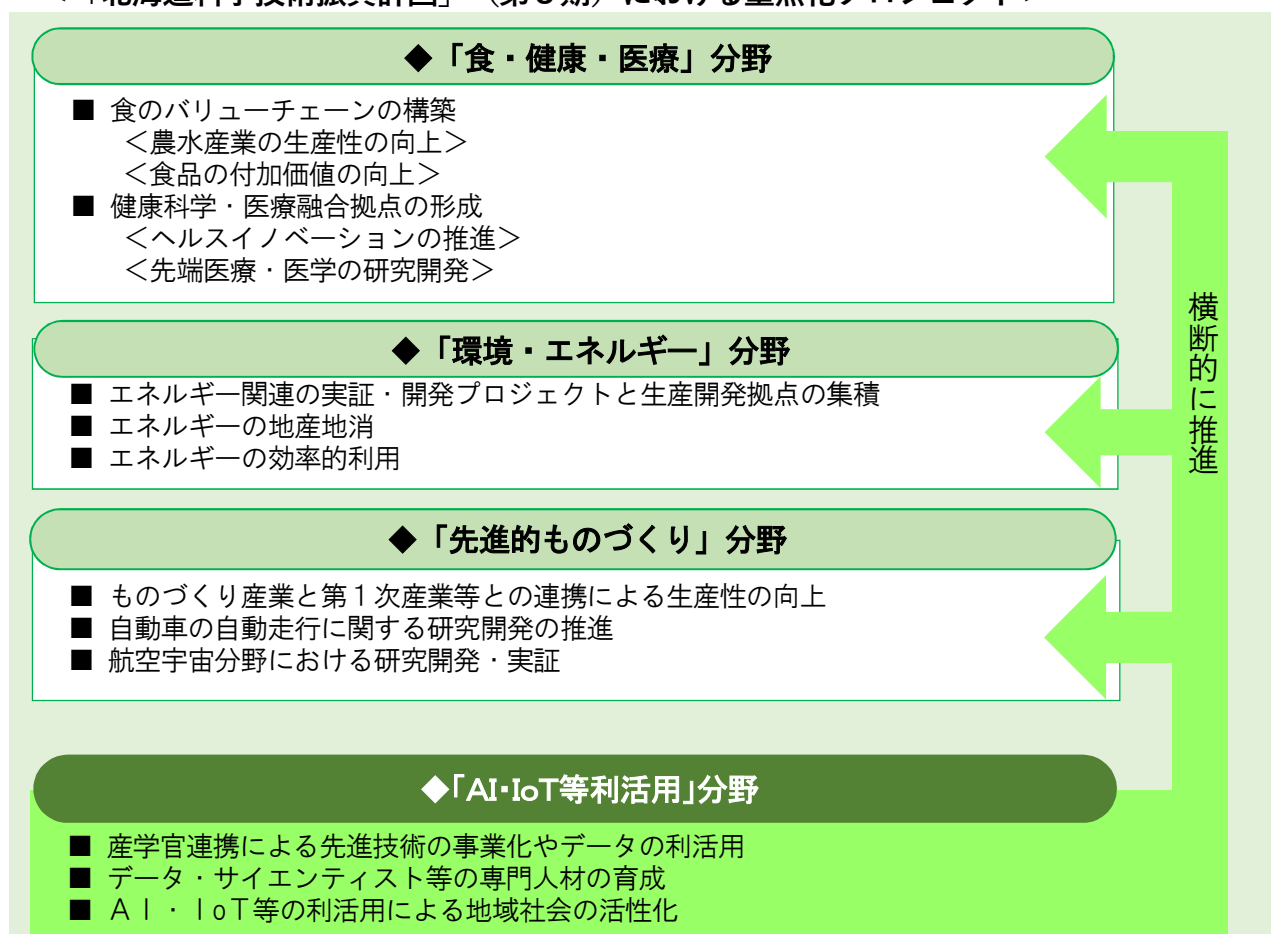 ◆「食・健康・医療」分野
■ 食のバリューチェーンの構築
＜農水産業の生産性の向上＞
＜食品の付加価値の向上＞
■ 健康科学・医療融合拠点の形成
＜ヘルスイノベーションの推進＞
＜先端医療・医学の研究開発＞
◆「環境・エネルギー」分野
■ エネルギー関連の実証・開発プロジェクトと生産開発拠点の集積
■ エネルギーの地産地消
■ エネルギーの効率的利用
◆「先進的ものづくり」分野
■ ものづくり産業と第１次産業等との連携による生産性の向上
■ 自動車の自動走行に関する研究開発の推進
■ 航空宇宙分野における研究開発・実証
横断的に推進
◆「AI・IoT等利活用」分野
■ 産学官連携による先進技術の事業化やデータの利活用
■ データ・サイエンティスト等の専門人材の育成
■ ＡＩ・ＩoＴ等の利活用による地域社会の活性化